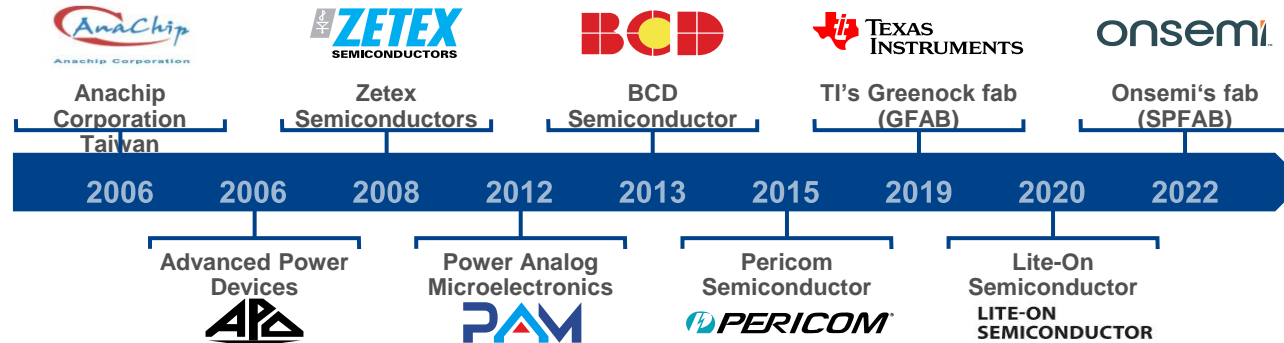 AnaChip
Anachip Corporation
ZETEX
SEMICONDUCTORS
BCD
TEXAS
INSTRUMENTS
onsemi
Anachip
Corporation
Taiwan
Zetex
Semiconductors
BCD
Semiconductor
TI's Greenock fab
(GFAB)
Onsemi‘s fab
(SPFAB)
2006 2006 2008 2012 2013 2015 2019 2020 2022
Advanced Power
Devices
APD
Power Analog
Microelectronics
PAM
Pericom
Semiconductor
PERICOM
Lite-On
Semiconductor
LITE-ON
SEMICONDUCTOR